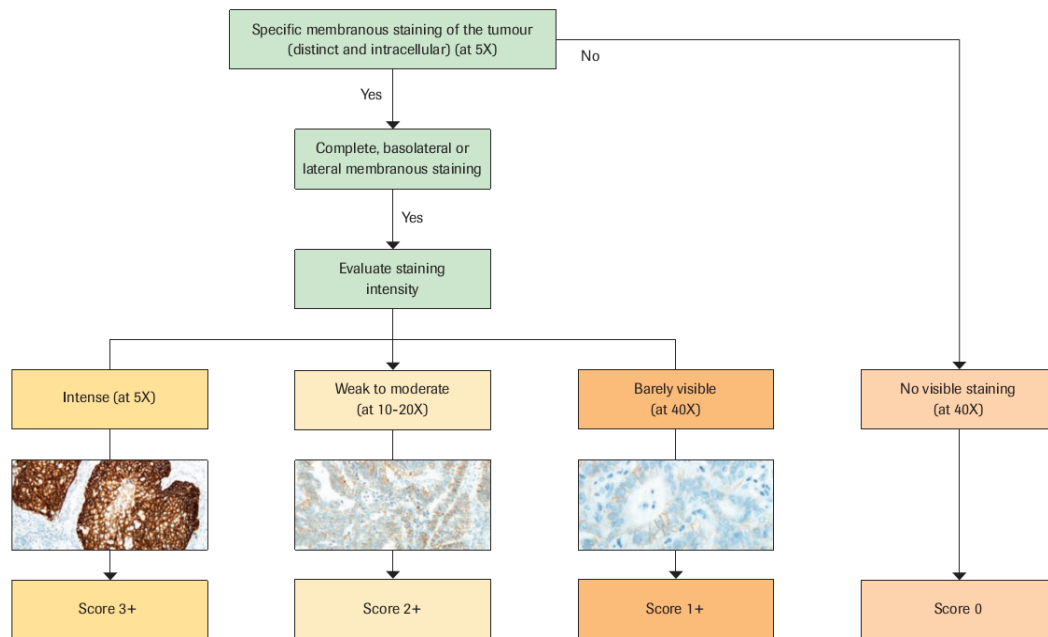 Specific membranous staining of the tumour
(distinct and intracellular) (at 5X)
No
Yes
Complete, basolateral or
lateral membranous staining
Yes
Evaluate staining
intensity
Intense (at 5X)
Weak to moderate
(at 10-20X)
Barely visible
(at 40X)
No visible staining
(at 40X)
Score 3+
Score 2+
Score 1+
Score 0